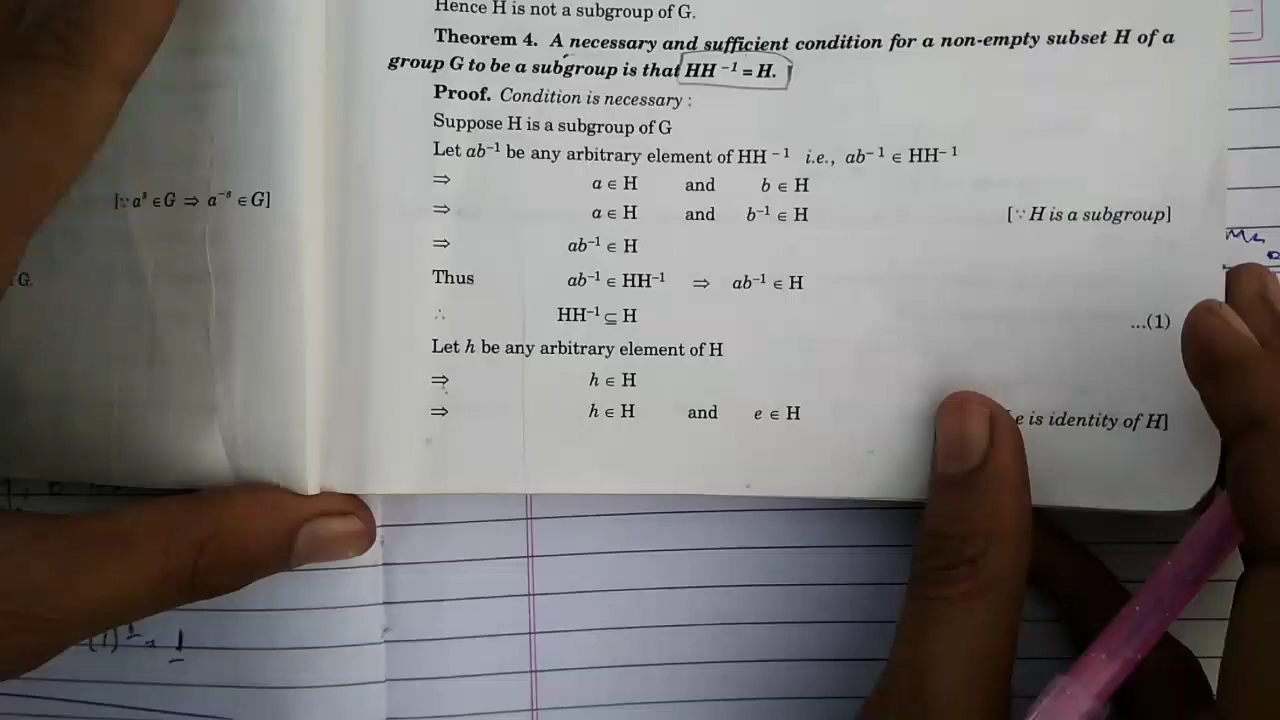 [∵ aˢ ∈ G ⇒ a⁻ˢ ∈ G]
G.
Hence H is not a subgroup of G.
Theorem 4. A necessary and sufficient condition for a non-empty subset H of a
group G to be a subgroup is that HH⁻¹ = H.
Proof. Condition is necessary :
Suppose H is a subgroup of G
Let ab⁻¹ be any arbitrary element of HH⁻¹ i.e., ab⁻¹ ∈ HH⁻¹
⇒ a ∈ H and b ∈ H
⇒ a ∈ H and b⁻¹ ∈ H [∵ H is a subgroup]
⇒ ab⁻¹ ∈ H
Thus ab⁻¹ ∈ HH⁻¹ ⇒ ab⁻¹ ∈ H
∴ HH⁻¹ ⊆ H ...(1)
Let h be any arbitrary element of H
⇒ h ∈ H
⇒ h ∈ H and e ∈ H e is identity of H]